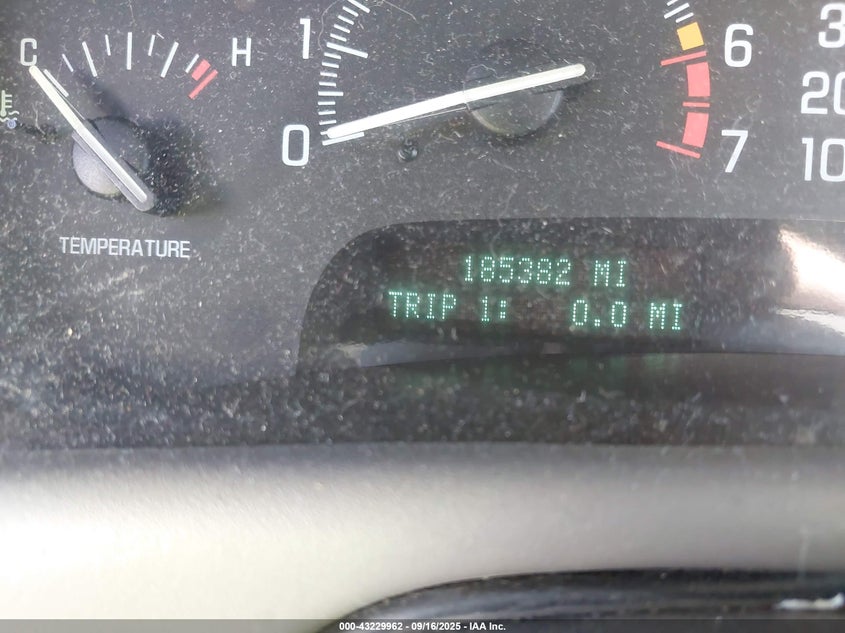 C H
TEMPERATURE
1
0
6
7
20
10
185382 MI
TRIP 1: 0.0 MI
000-43229962 - 09/16/2025 - IAA Inc.